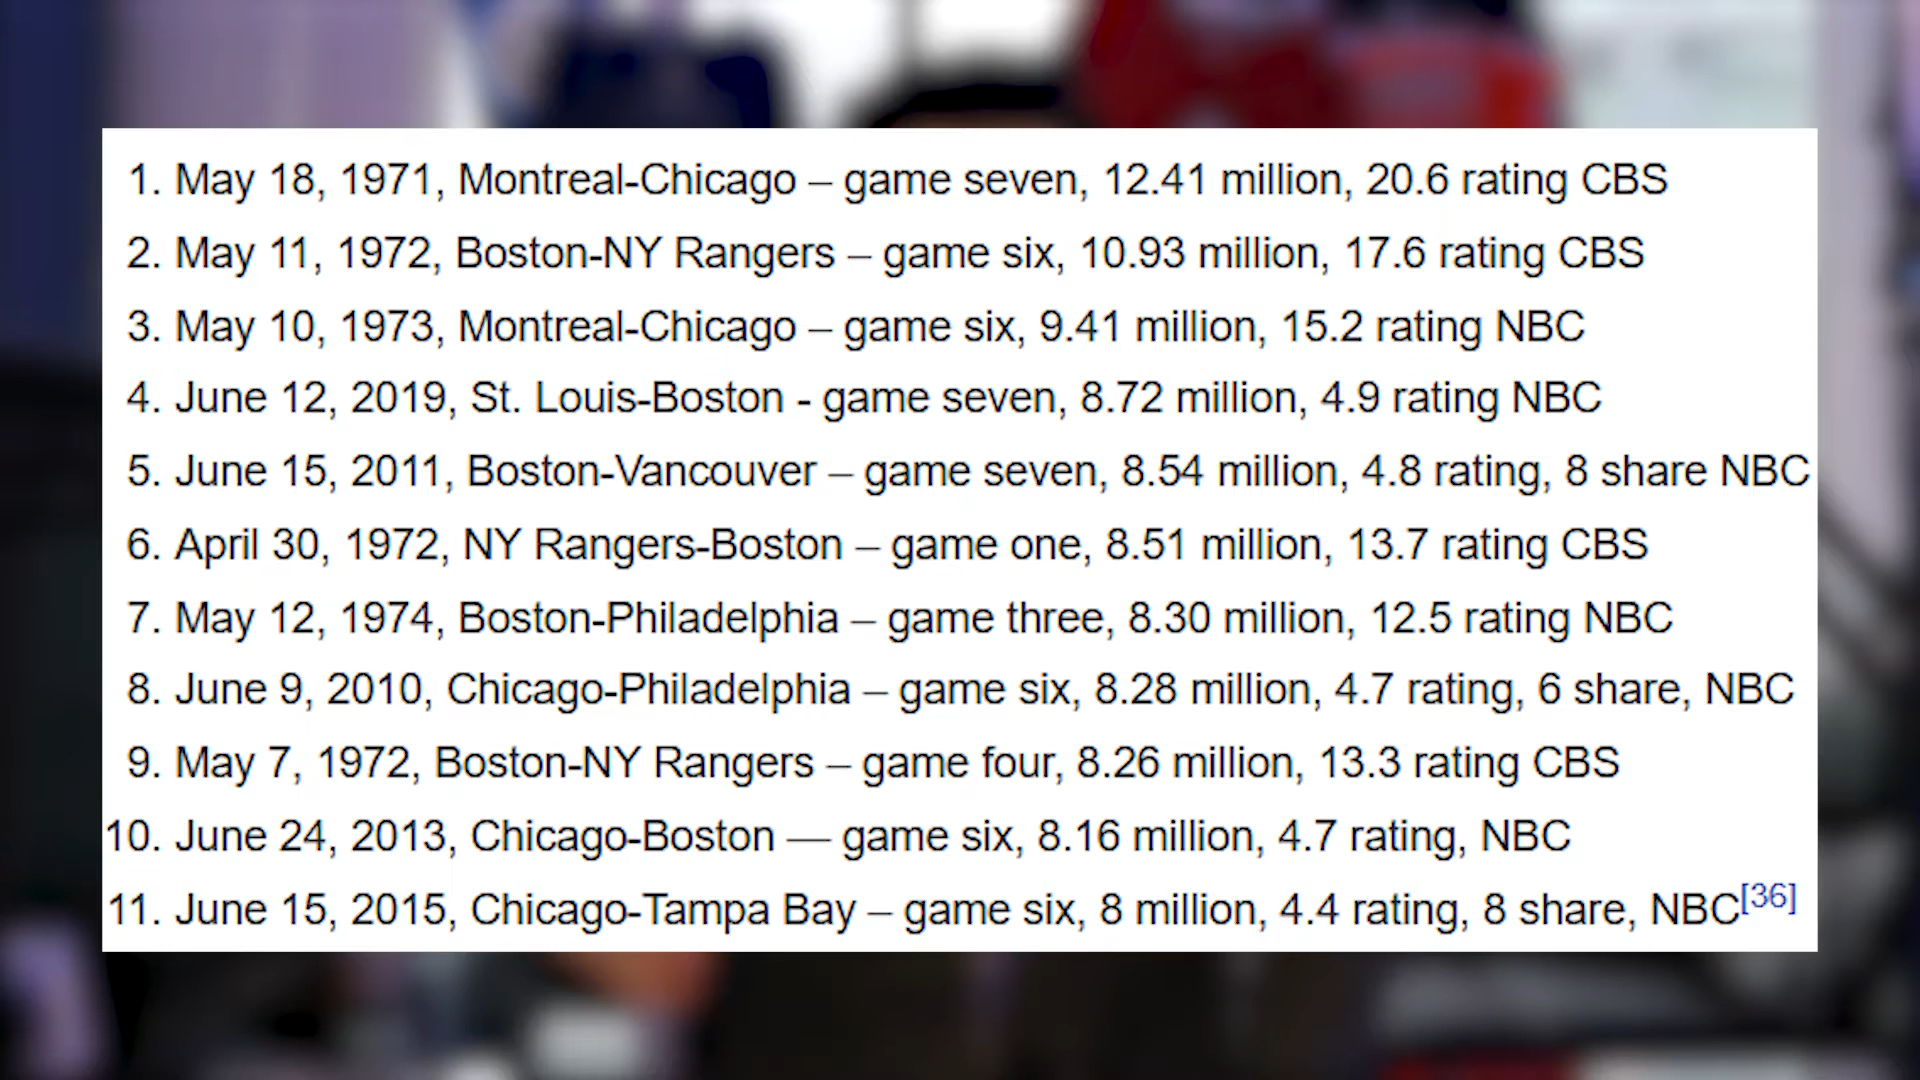 1. May 18, 1971, Montreal-Chicago – game seven, 12.41 million, 20.6 rating CBS
2. May 11, 1972, Boston-NY Rangers – game six, 10.93 million, 17.6 rating CBS
3. May 10, 1973, Montreal-Chicago – game six, 9.41 million, 15.2 rating NBC
4. June 12, 2019, St. Louis-Boston - game seven, 8.72 million, 4.9 rating NBC
5. June 15, 2011, Boston-Vancouver – game seven, 8.54 million, 4.8 rating, 8 share NBC
6. April 30, 1972, NY Rangers-Boston – game one, 8.51 million, 13.7 rating CBS
7. May 12, 1974, Boston-Philadelphia – game three, 8.30 million, 12.5 rating NBC
8. June 9, 2010, Chicago-Philadelphia – game six, 8.28 million, 4.7 rating, 6 share, NBC
9. May 7, 1972, Boston-NY Rangers – game four, 8.26 million, 13.3 rating CBS
10. June 24, 2013, Chicago-Boston — game six, 8.16 million, 4.7 rating, NBC
11. June 15, 2015, Chicago-Tampa Bay – game six, 8 million, 4.4 rating, 8 share, NBC[36]